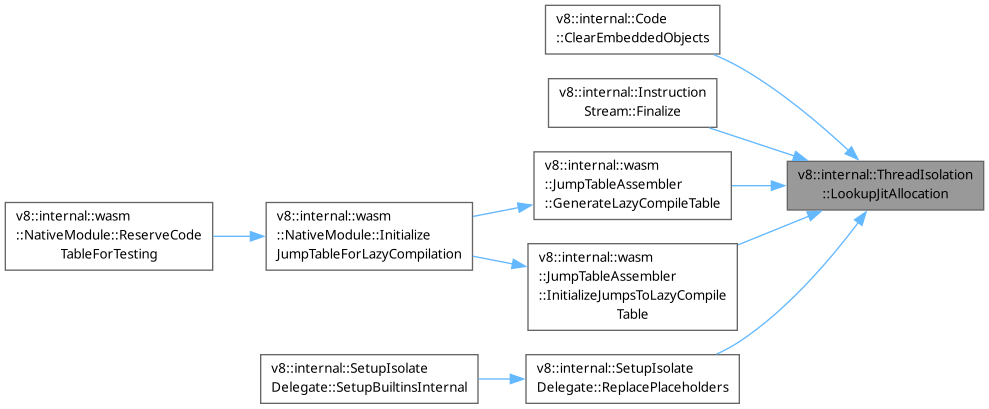 v8::internal::Code
::ClearEmbeddedObjects
v8::internal::Instruction
Stream::Finalize
v8::internal::ThreadIsolation
::LookupJitAllocation
v8::internal::wasm
::JumpTableAssembler
::GenerateLazyCompileTable
v8::internal::wasm
::NativeModule::ReserveCode
TableForTesting
v8::internal::wasm
::NativeModule::Initialize
JumpTableForLazyCompilation
v8::internal::wasm
::JumpTableAssembler
::InitializeJumpsToLazyCompile
Table
v8::internal::SetupIsolate
Delegate::SetupBuiltinsInternal
v8::internal::SetupIsolate
Delegate::ReplacePlaceholders